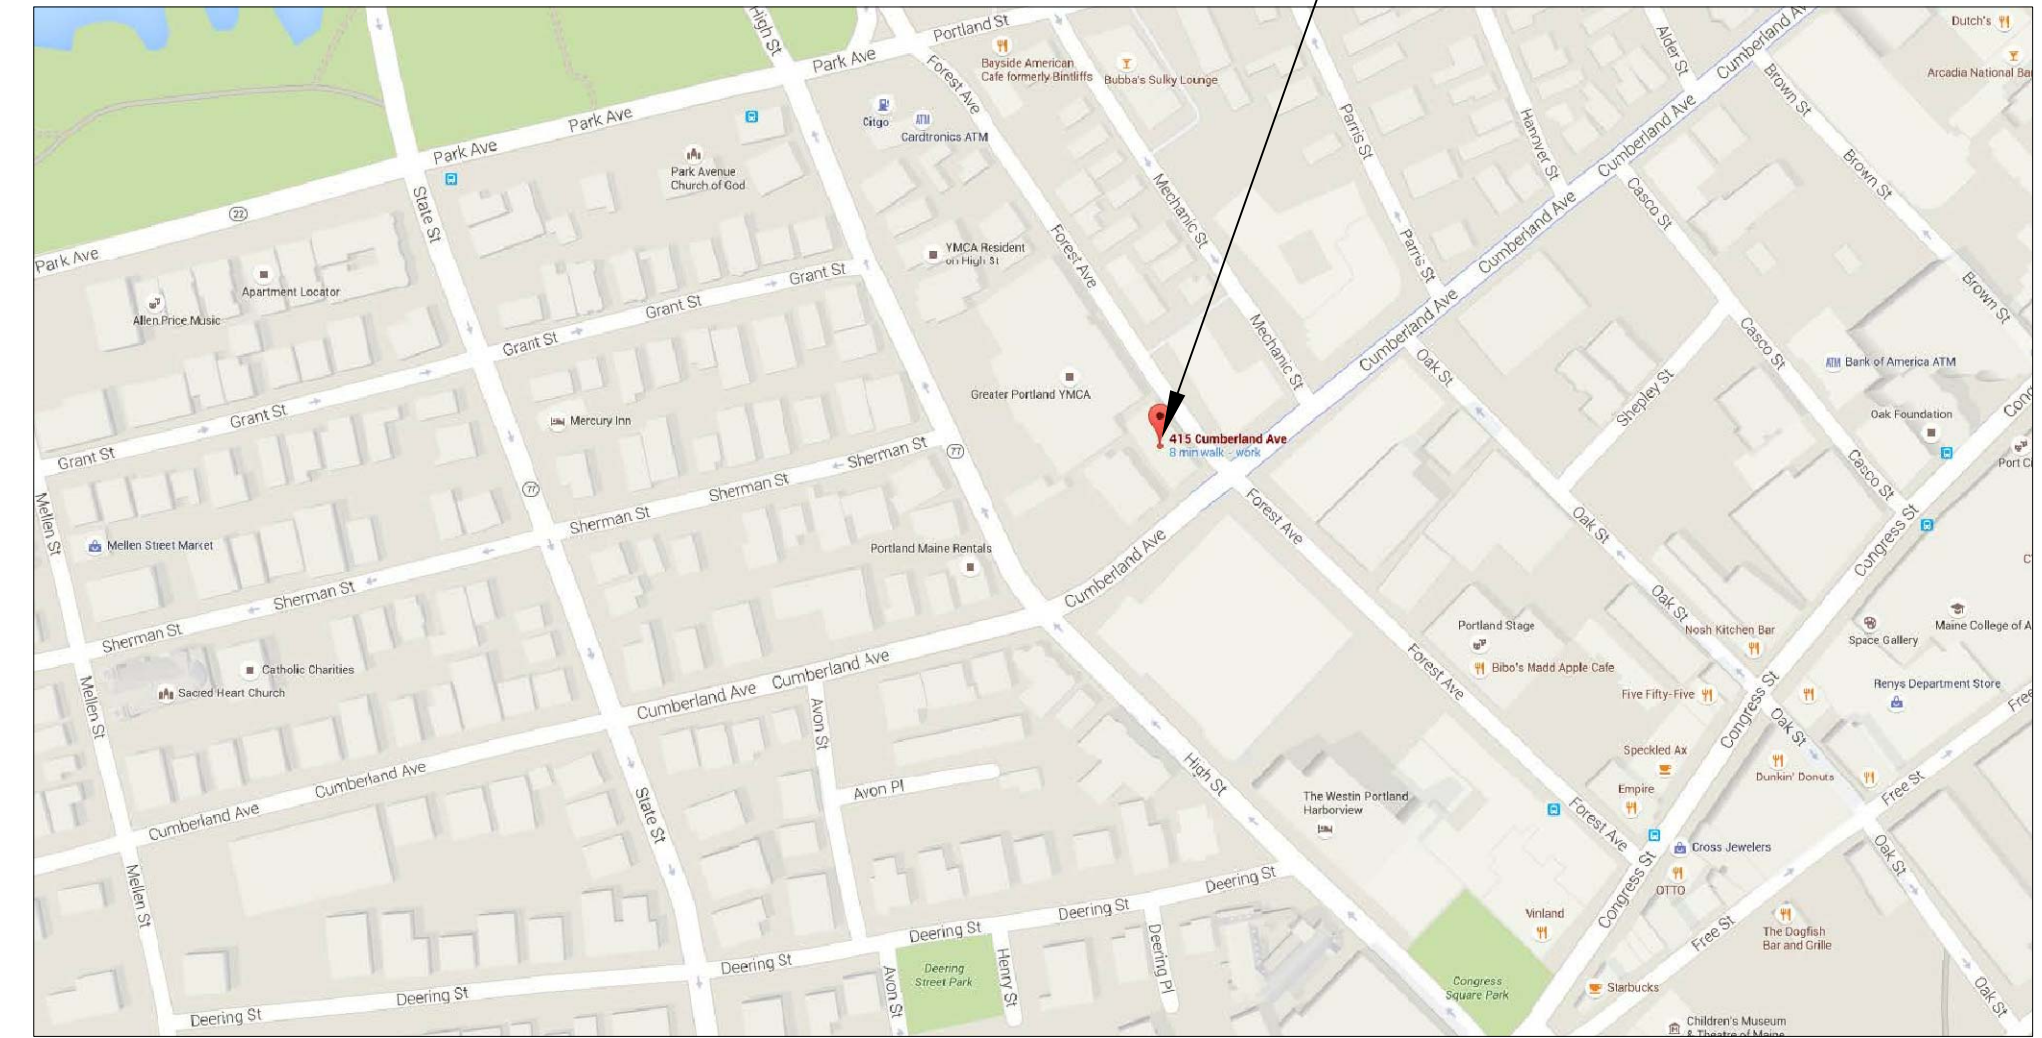 High St
Portland St
Cumberland Av
Dutch's
Park Ave
Bayside American
Cafe formerly Bintliffs
Bubba's Sulky Lounge
Alder St
Cumberland Ave
Brown St
Arcadia National Ba
Forest Ave
Citgo
ATM
Cardtronics ATM
Park Ave
Park Ave
Park Avenue
Church of God
Parris St
Hanover St
Cumberland Ave
Brown St
State St
22
Mechanic St
Casco St
Cumberland Ave
Park Ave
Forest Ave
YMCA Resident
on High St
Parris St
Apartment Locator
Grant St
Grant St
Brown St
Allen Price Music
Grant St
Mechanic St
Cumberland Ave
Casco St
ATM
Bank of America ATM
Oak St
Greater Portland YMCA
Shepley St
Cong
Oak Foundation
Grant St
Mercury Inn
415 Cumberland Ave
8 min walk - work
Grant St
Sherman St
77
Port Ci
Casco St
Sherman St
77
Mellen St
Sherman St
Forest Ave
Oak St
Congress St
Mellen Street Market
Portland Maine Rentals
Cumberland Ave
C
Sherman St
Oak St
Sherman St
Portland Stage
Nosh Kitchen Bar
Space Gallery
Maine College of A
Catholic Charities
Sacred Heart Church
Cumberland Ave
Cumberland Ave
Forest Ave
Bibo's Madd Apple Cafe
Five Fifty-Five
Congress St
Renys Department Store
Free
Mellen St
Avon St
Oak St
Speckled Ax
Dunkin' Donuts
Cumberland Ave
Cumberland Ave
State St
Avon Pl
High St
The Westin Portland
Harborview
Empire
Free St
Forest Ave
Cross Jewelers
Oak St
OTTO
Mellen St
Deering St
Deering St
Congress St
Vinland
Free St
The Dogfish
Bar and Grille
Deering St
Deering St
Deering Pl
Henry St
Avon St
Deering
Street Park
Congress
Square Park
Starbucks
Oak St
Deering St
Deering St
Children's Museum
& Theatre of Maine